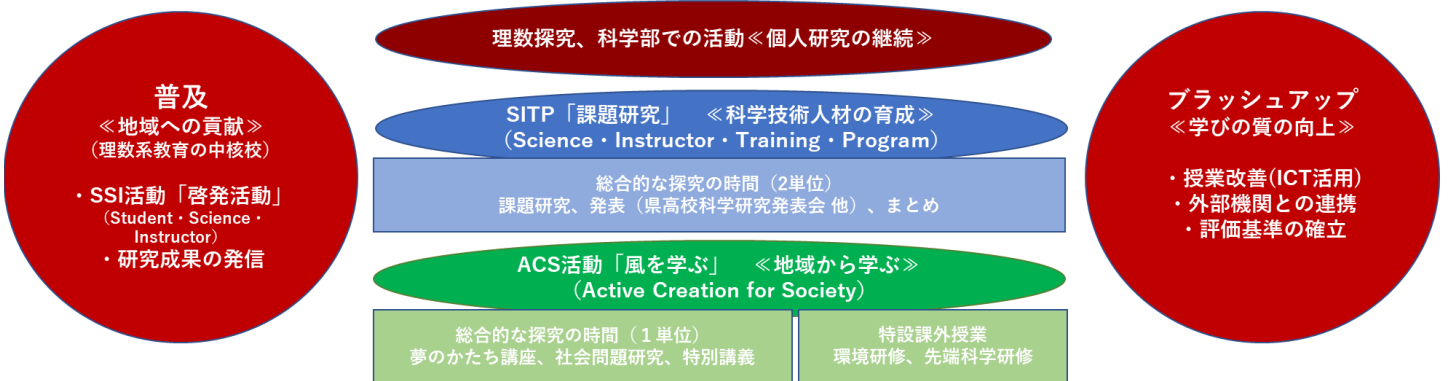 普及
≪地域への貢献≫
(理数系教育の中核校)
・SSI活動「啓発活動」
(Student・Science・
Instructor)
・研究成果の発信
理数探究、科学部での活動≪個人研究の継続≫
SITP「課題研究」　≪科学技術人材の育成≫
(Science・Instructor・Training・Program)
総合的な探究の時間（2単位）
課題研究、発表（県高校科学研究発表会 他）、まとめ
ACS活動「風を学ぶ」　≪地域から学ぶ≫
(Active Creation for Society)
総合的な探究の時間（１単位）
夢のかたち講座、社会問題研究、特別講義
特設課外授業
環境研修、先端科学研修
ブラッシュアップ
≪学びの質の向上≫
・授業改善(ICT活用)
・外部機関との連携
・評価基準の確立